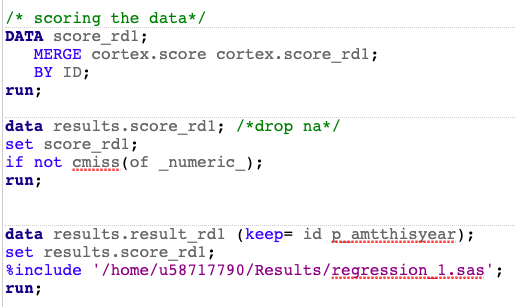 /* scoring the data*/
DATA score_rd1;
MERGE cortex.score cortex.score_rd1;
BY ID;
run;
data results.score_rd1; /*drop na*/
set score_rd1;
if not cmiss(of _numeric_);
run;
data results.result_rd1 (keep= id p_amtthisyear);
set results.score_rd1;
%include '/home/u58717790/Results/regression_1.sas';
run;